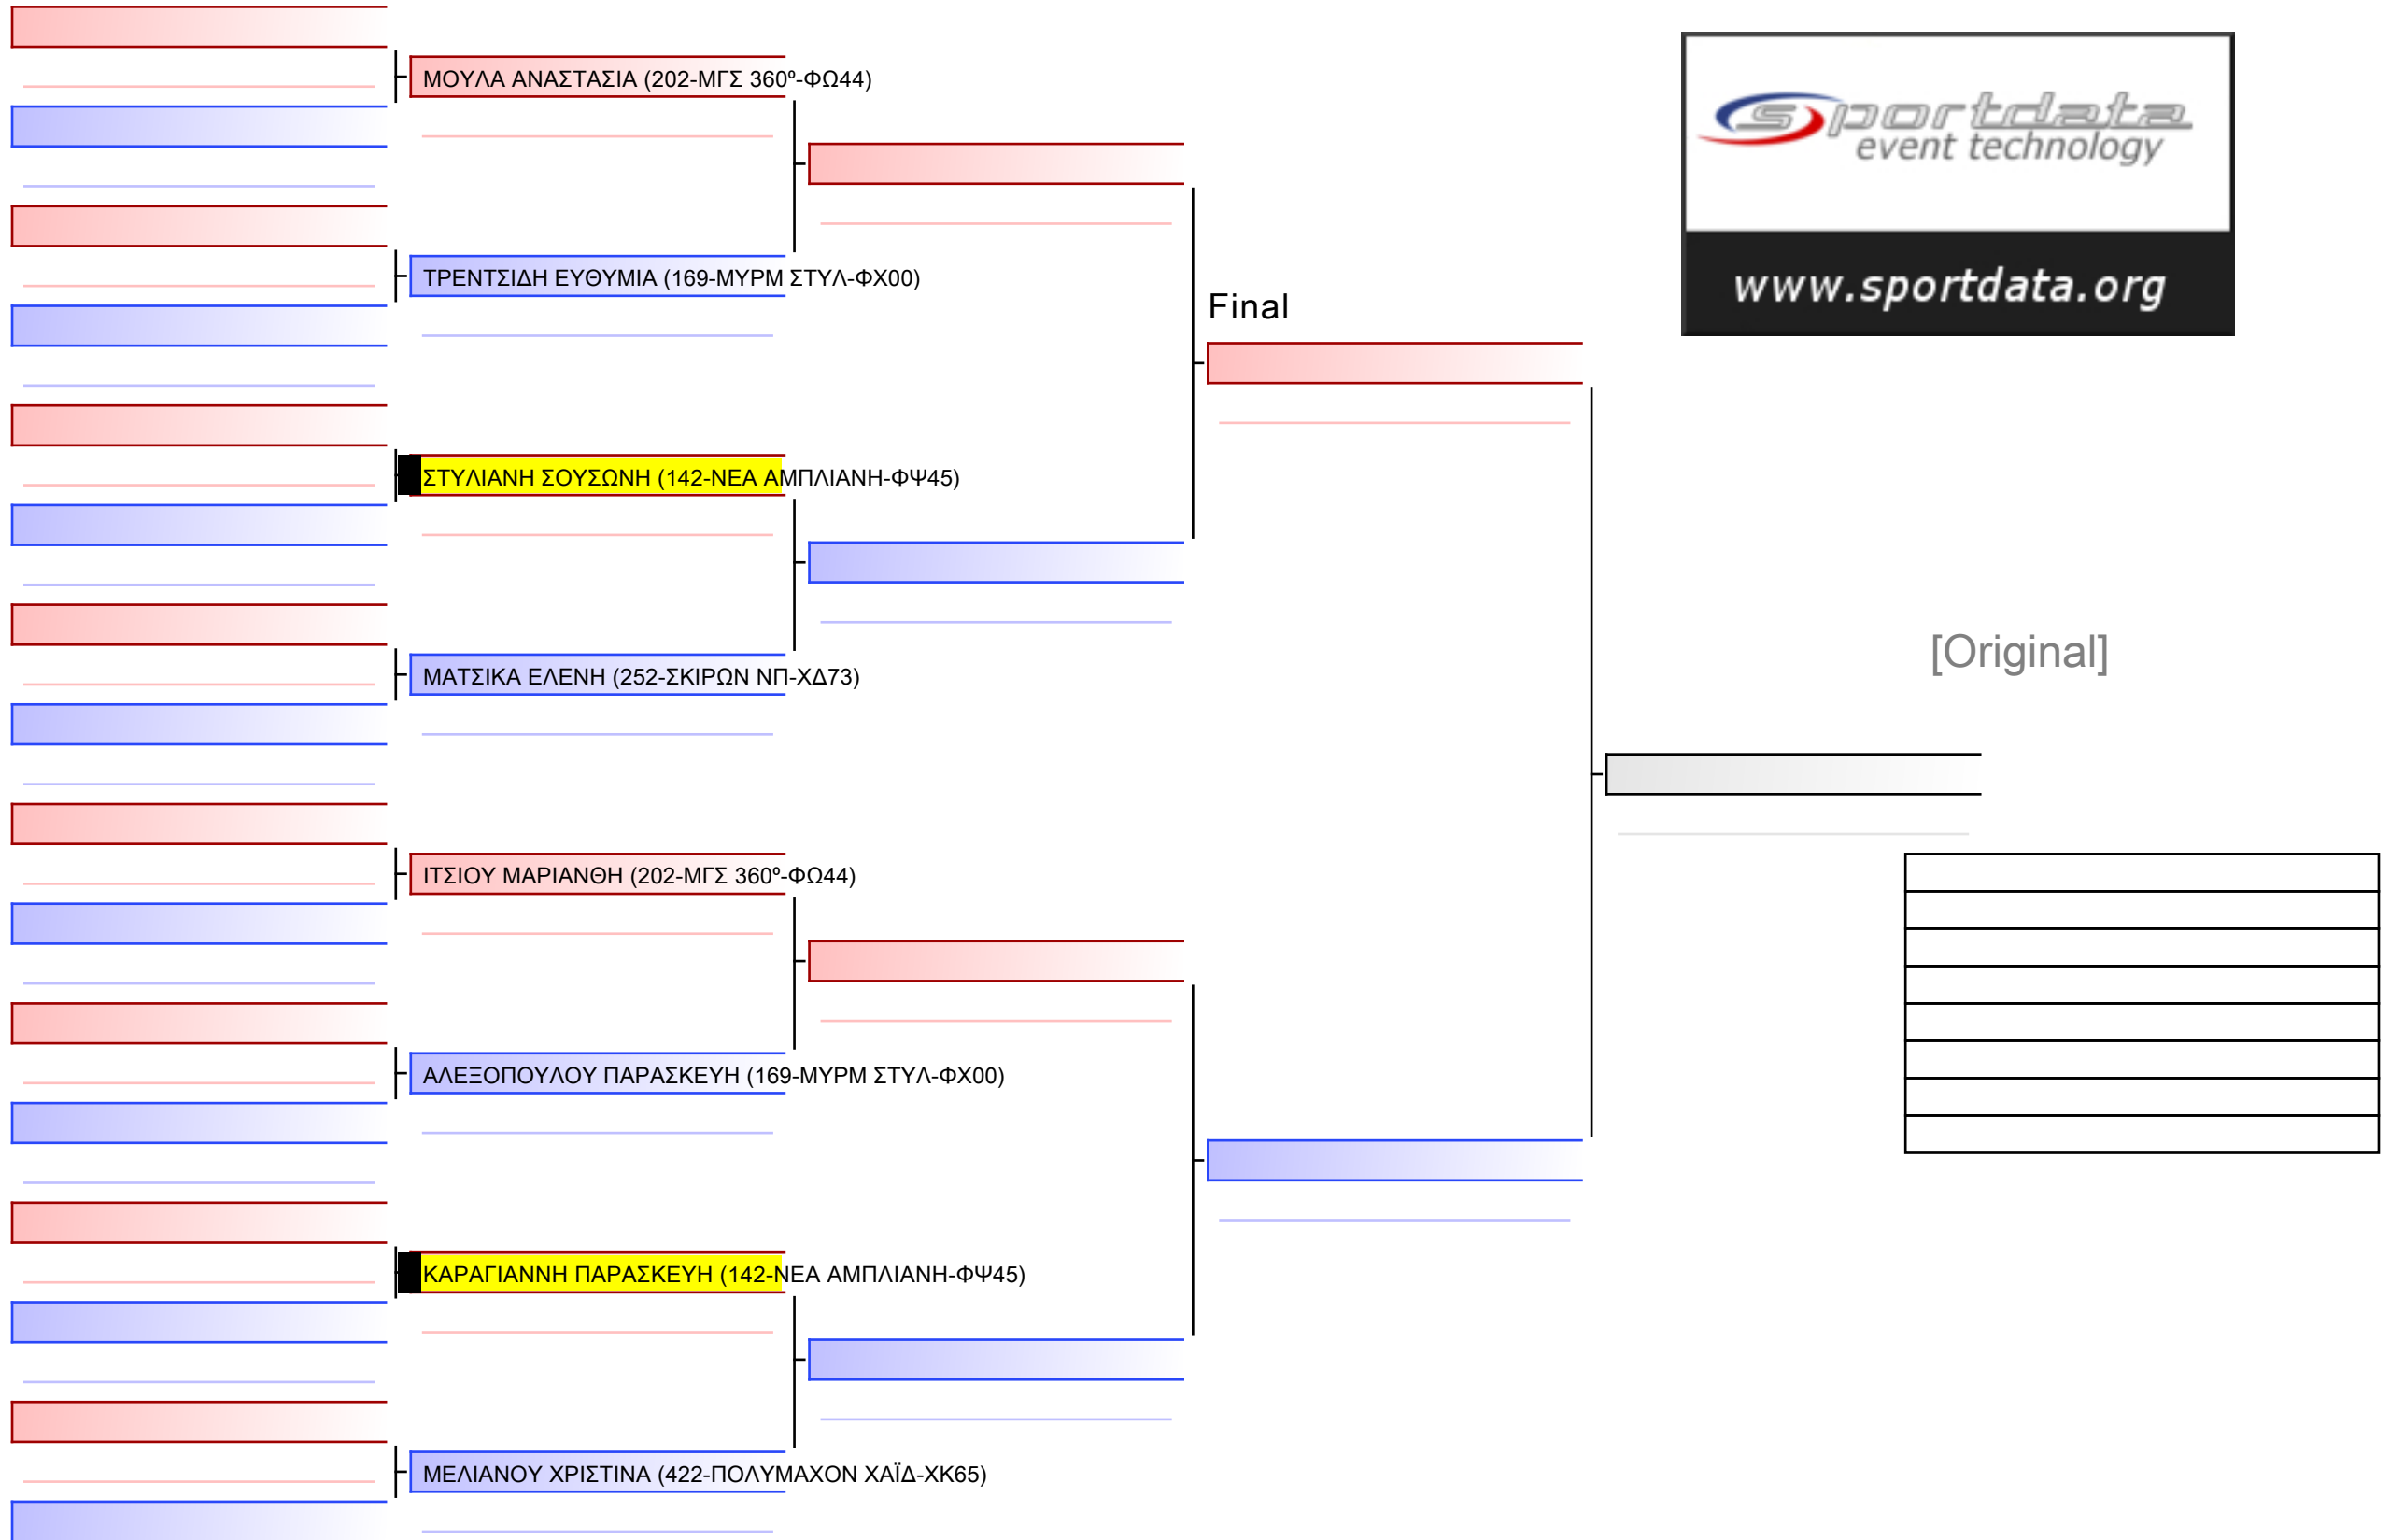 ΜΟΥΛΑ ΑΝΑΣΤΑΣΙΑ (202-ΜΓΣ 360º-ΦΩ44)
ΤΡΕΝΤΣΙΔΗ ΕΥΘΥΜΙΑ (169-ΜΥΡΜ ΣΤΥΛ-ΦΧ00)
ΣΤΥΛΙΑΝΗ ΣΟΥΣΩΝΗ (142-ΝΕΑ ΑΜΠΛΙΑΝΗ-ΦΨ45)
ΜΑΤΣΙΚΑ ΕΛΕΝΗ (252-ΣΚΙΡΩΝ ΝΠ-ΧΔ73)
ΙΤΣΙΟΥ ΜΑΡΙΑΝΘΗ (202-ΜΓΣ 360º-ΦΩ44)
ΑΛΕΞΟΠΟΥΛΟΥ ΠΑΡΑΣΚΕΥΗ (169-ΜΥΡΜ ΣΤΥΛ-ΦΧ00)
ΚΑΡΑΓΙΑΝΝΗ ΠΑΡΑΣΚΕΥΗ (142-ΝΕΑ ΑΜΠΛΙΑΝΗ-ΦΨ45)
ΜΕΛΙΑΝΟΥ ΧΡΙΣΤΙΝΑ (422-ΠΟΛΥΜΑΧΟΝ ΧΑΪΔ-ΧΚ65)
Final
sportdata
event technology
www.sportdata.org
[Original]